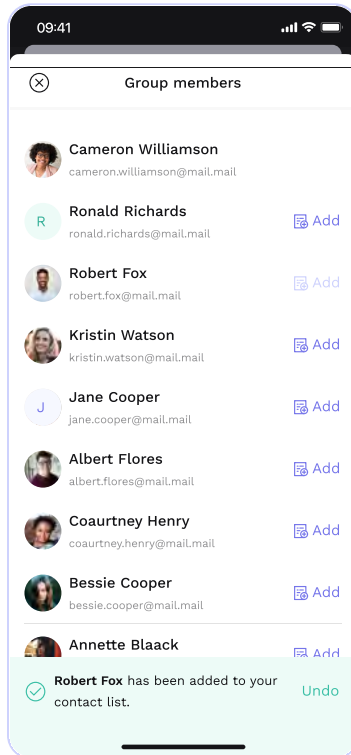 09:41
Group members
Cameron Williamson
cameron.williamson@mail.mail
R
Ronald Richards
Add
ronald.richards@mail.mail
Robert Fox
Add
robert.fox@mail.mail
Kristin Watson
Add
kristin.watson@mail.mail
J
Jane Cooper
Add
jane.cooper@mail.mail
Albert Flores
Add
albert.flores@mail.mail
Coaurtney Henry
Add
coaurtney.henry@mail.mail
Bessie Cooper
Add
bessie.cooper@mail.mail
Annette Blaack
Add
Robert Fox has been added to your
contact list.
Undo